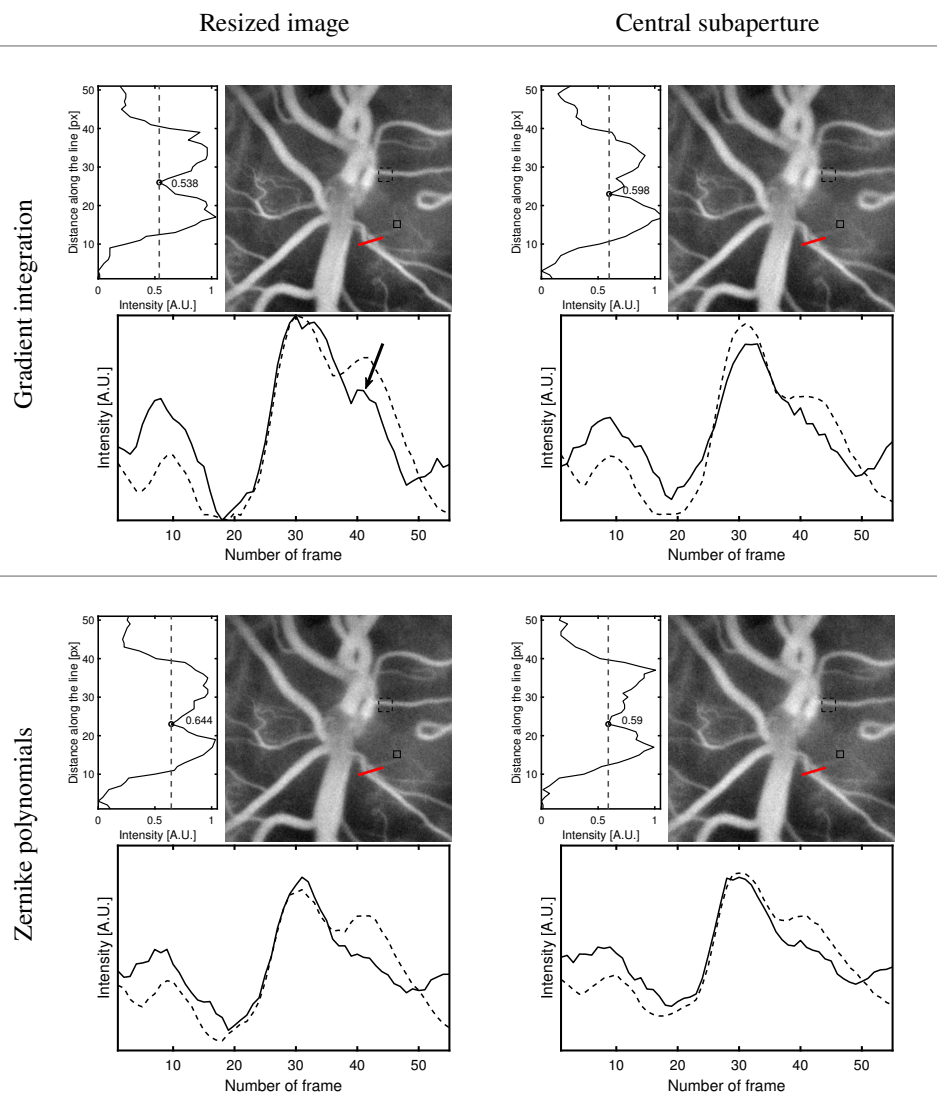 Resized image
Central subaperture
Gradient integration
Distance along the line [px]
50
40
30
20
10
0.538
0
0.5
1
Intensity [A.U.]
Distance along the line [px]
50
40
30
20
10
0.598
0
0.5
1
Intensity [A.U.]
Intensity [A.U.]
10
20
30
40
50
Number of frame
Intensity [A.U.]
10
20
30
40
50
Number of frame
Zernike polynomials
Distance along the line [px]
50
40
30
20
10
0.644
0
0.5
1
Intensity [A.U.]
Distance along the line [px]
50
40
30
20
10
0.59
0
0.5
1
Intensity [A.U.]
Intensity [A.U.]
10
20
30
40
50
Number of frame
Intensity [A.U.]
10
20
30
40
50
Number of frame